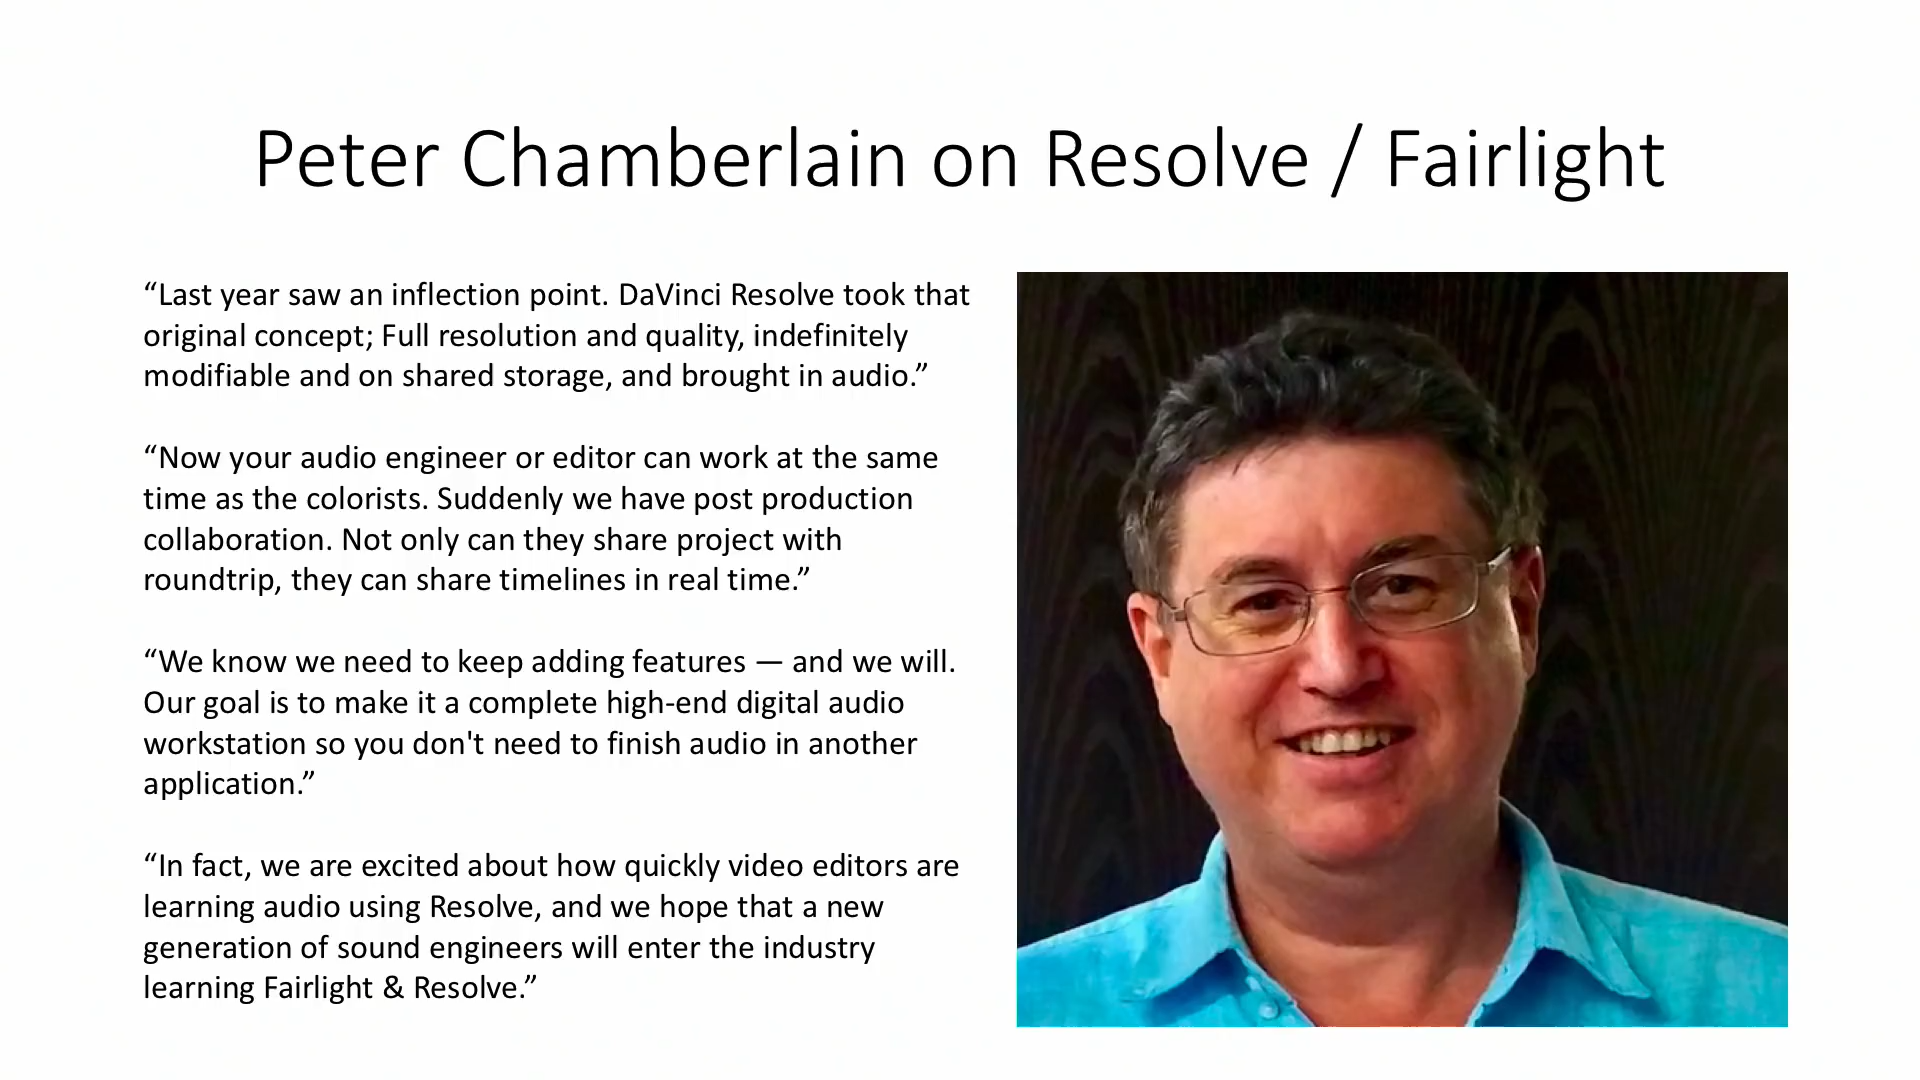 Peter Chamberlain on Resolve / Fairlight
“Last year saw an inflection point. DaVinci Resolve took that
original concept; Full resolution and quality, indefinitely
modifiable and on shared storage, and brought in audio.”
“Now your audio engineer or editor can work at the same
time as the colorists. Suddenly we have post production
collaboration. Not only can they share project with
roundtrip, they can share timelines in real time.”
“We know we need to keep adding features — and we will.
Our goal is to make it a complete high-end digital audio
workstation so you don't need to finish audio in another
application.”
“In fact, we are excited about how quickly video editors are
learning audio using Resolve, and we hope that a new
generation of sound engineers will enter the industry
learning Fairlight & Resolve.”